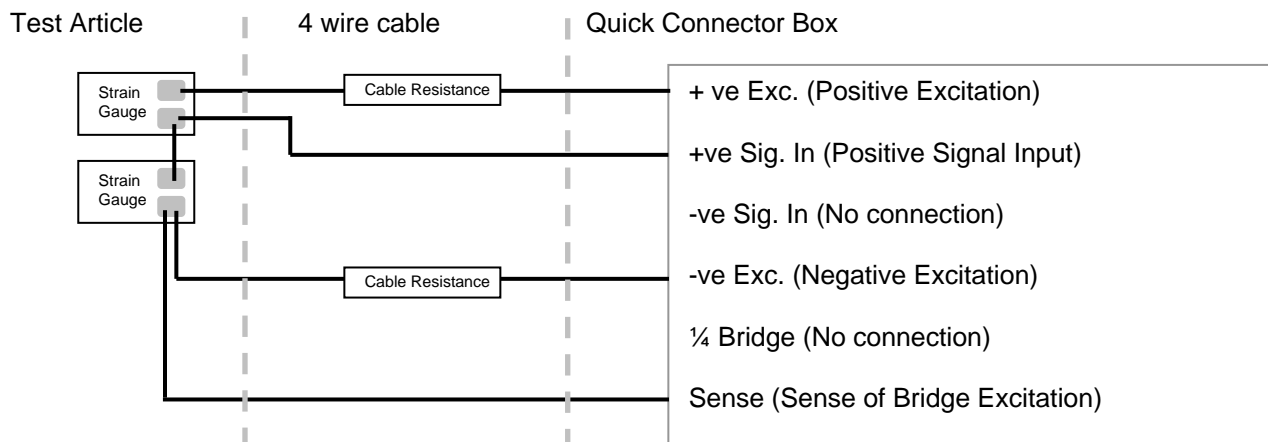 Test Article
4 wire cable
Quick Connector Box
Strain
Gauge
Cable Resistance
+ ve Exc. (Positive Excitation)
+ve Sig. In (Positive Signal Input)
Strain
Gauge
-ve Sig. In (No connection)
Cable Resistance
-ve Exc. (Negative Excitation)
¼ Bridge (No connection)
Sense (Sense of Bridge Excitation)